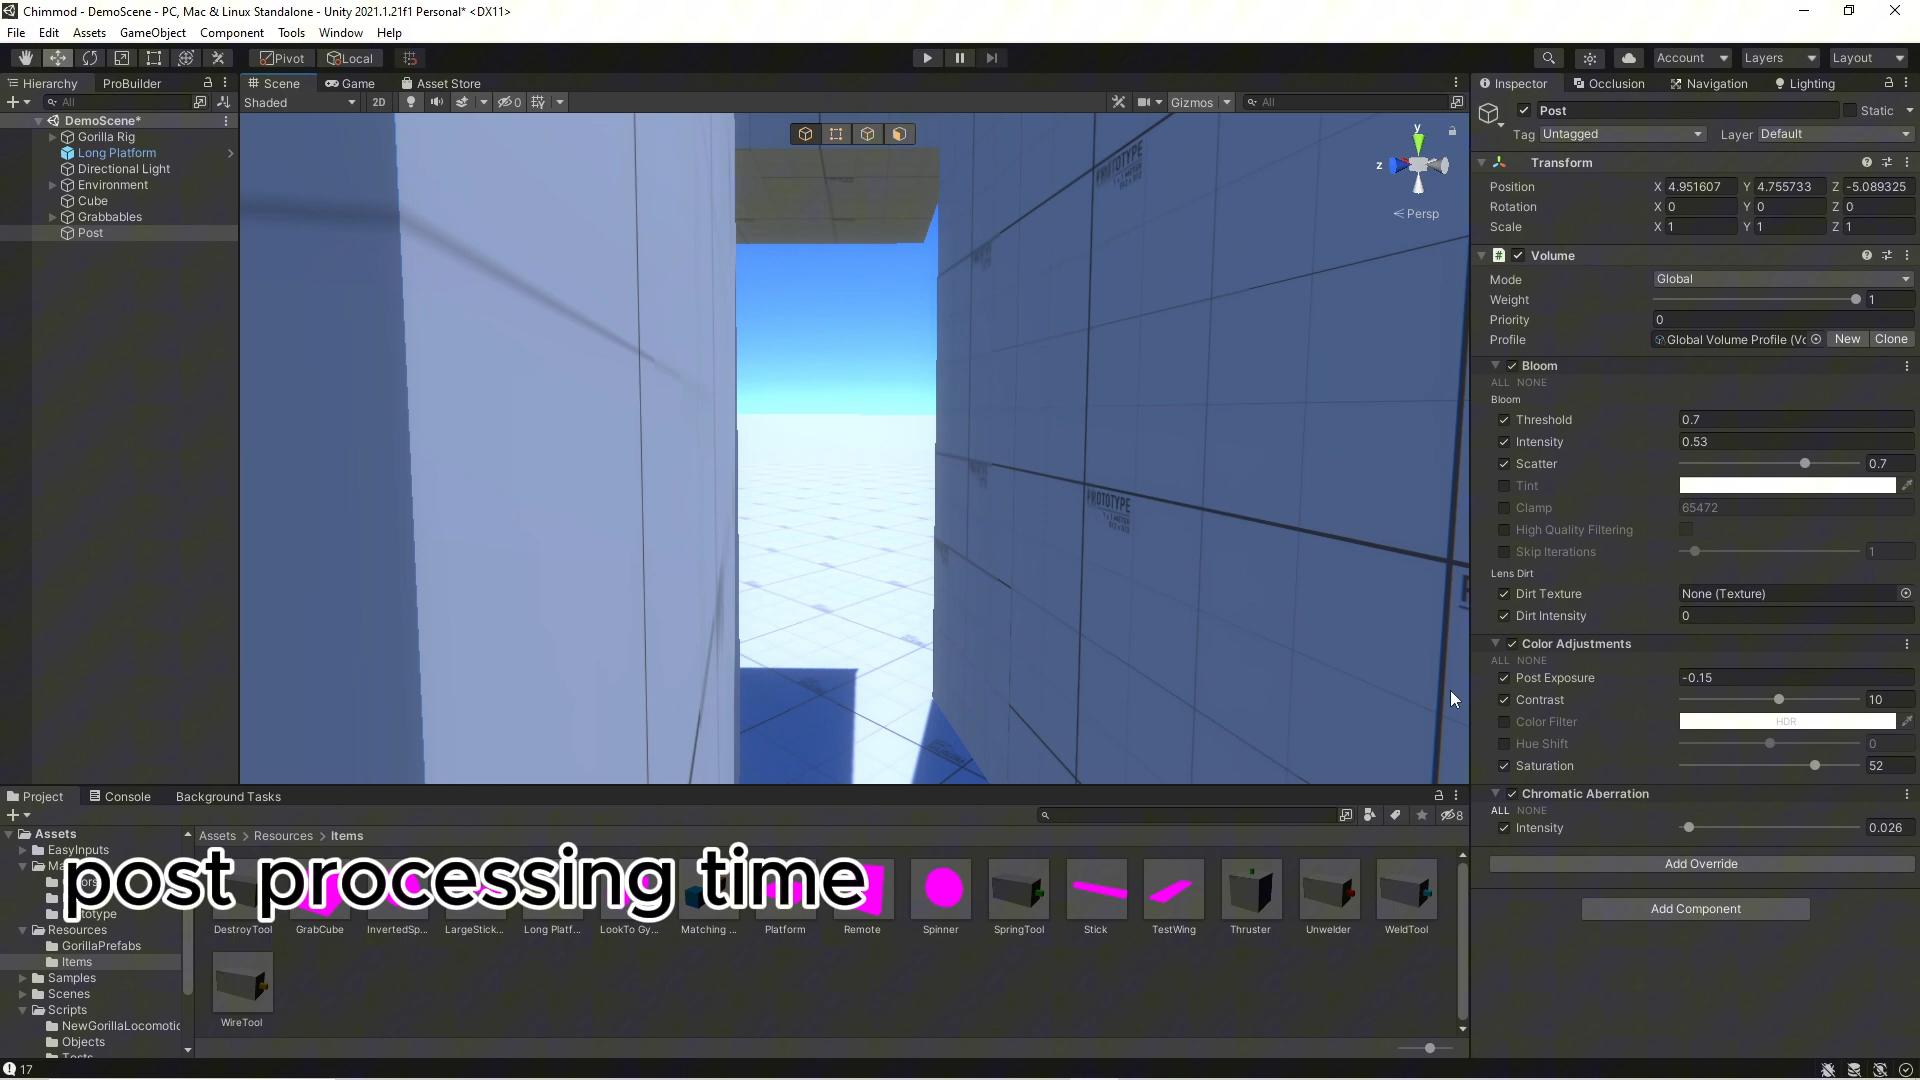 Chimmod - DemoScene - PC, Mac & Linux Standalone - Unity 2021.1.21f1 Personal* <DX11>
File Edit Assets GameObject Component Tools Window Help
Pivot Local Account Layers Layout
Hierarchy ProBuilder Scene Game Asset Store Inspector Occlusion Navigation Lighting
All Shaded 2D 0 Gizmos All
Post Static
Tag Untagged Layer Default
DemoScene*
Gorilla Rig
Long Platform
Directional Light
Environment
Cube
Grabbables
Post
y
z
Persp
PROTOTYPE
PROTOTYPE
Transform
Position X 4.951607 Y 4.755733 Z -5.089325
Rotation X 0 Y 0 Z 0
Scale X 1 Y 1 Z 1
Volume
Mode Global
Weight 1
Priority 0
Profile Global Volume Profile (Vo New Clone
Bloom
ALL NONE
Bloom
Threshold 0.7
Intensity 0.53
Scatter 0.7
Tint
Clamp 65472
High Quality Filtering
Skip Iterations 1
Lens Dirt
Dirt Texture None (Texture)
Dirt Intensity 0
Color Adjustments
ALL NONE
Post Exposure -0.15
Contrast 10
Color Filter HDR
Hue Shift 0
Saturation 52
Chromatic Aberration
ALL NONE
Intensity 0.026
Add Override
Add Component
Project Console Background Tasks
8
Assets
EasyInputs
Resources
GorillaPrefabs
Items
Samples
Scenes
Scripts
NewGorillaLocomotic
Objects
Tests
Assets > Resources > Items
post processing time
DestroyTool GrabCube InvertedSp... LargeStick... Long Platf... LookTo Gy... Matching ... Platform Remote Spinner SpringTool Stick TestWing Thruster Unwelder WeldTool
WireTool
17